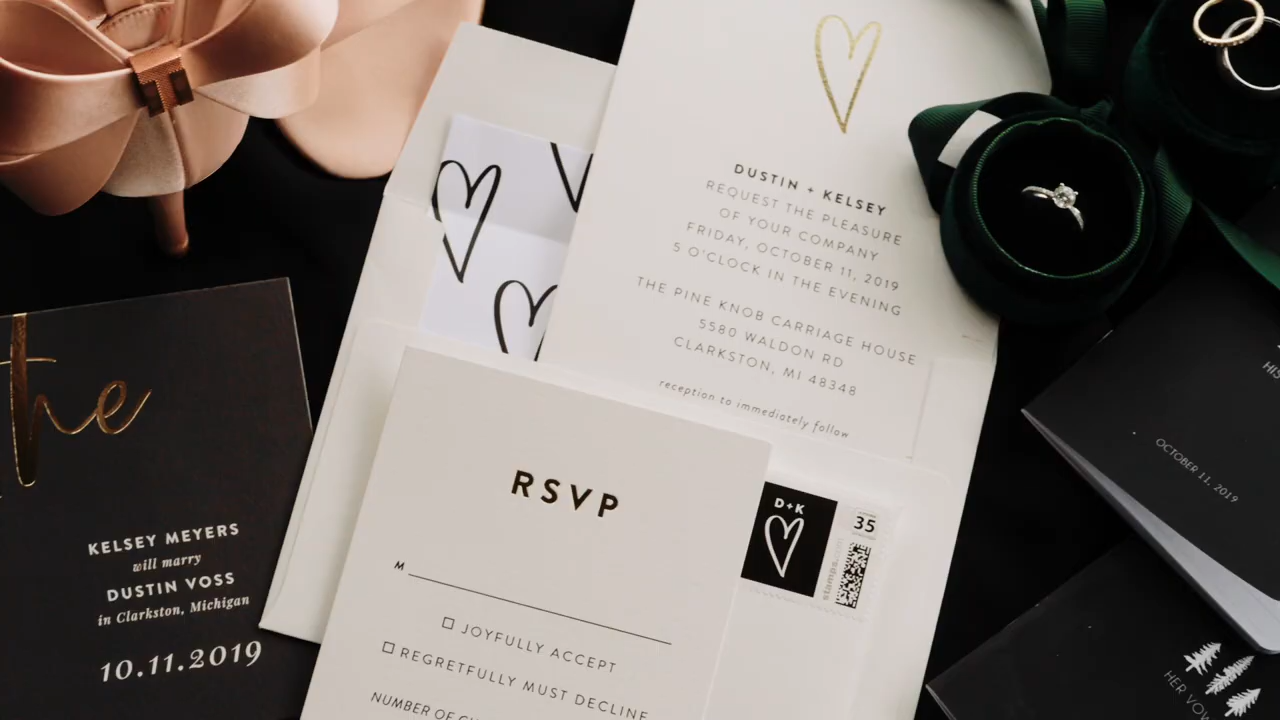 DUSTIN + KELSEY
REQUEST THE PLEASURE
OF YOUR COMPANY
FRIDAY, OCTOBER 11, 2019
5 O'CLOCK IN THE EVENING
THE PINE KNOB CARRIAGE HOUSE
5580 WALDON RD
CLARKSTON, MI 48348
reception to immediately follow
RSVP
M
JOYFULLY ACCEPT
REGRETFULLY MUST DECLINE
NUMBER OF
D+K
35
stamps.
the
KELSEY MEYERS
will marry
DUSTIN VOSS
in Clarkston, Michigan
10.11.2019
HIS
OCTOBER 11, 2019
HER